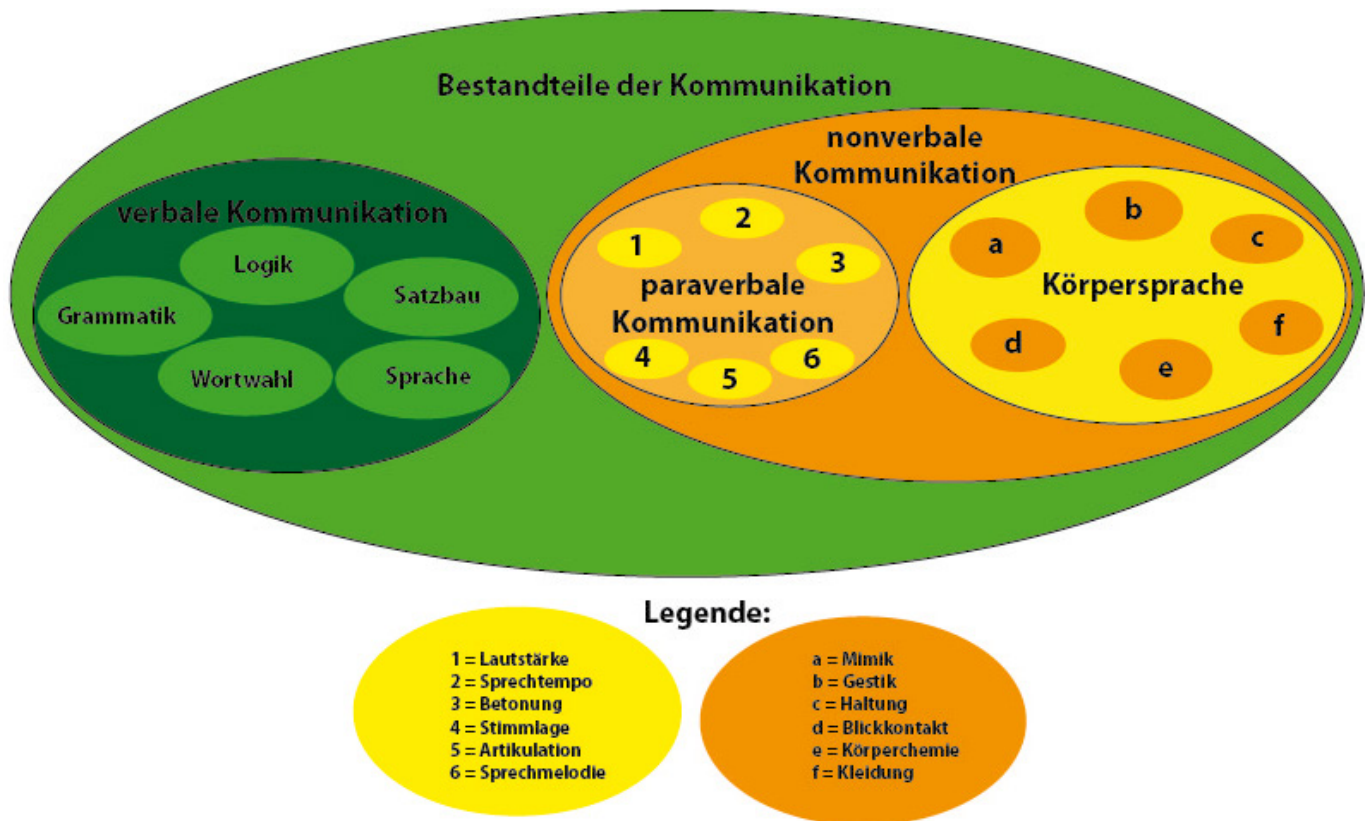 Bestandteile der Kommunikation
verbale Kommunikation
Logik
Grammatik
Satzbau
Wortwahl
Sprache
nonverbale
Kommunikation
1
2
3
paraverbale
Kommunikation
4
5
6
a
b
c
Körpersprache
d
e
f
Legende:
1 = Lautstärke
2 = Sprechtempo
3 = Betonung
4 = Stimmlage
5 = Artikulation
6 = Sprechmelodie
a = Mimik
b = Gestik
c = Haltung
d = Blickkontakt
e = Körperchemie
f = Kleidung